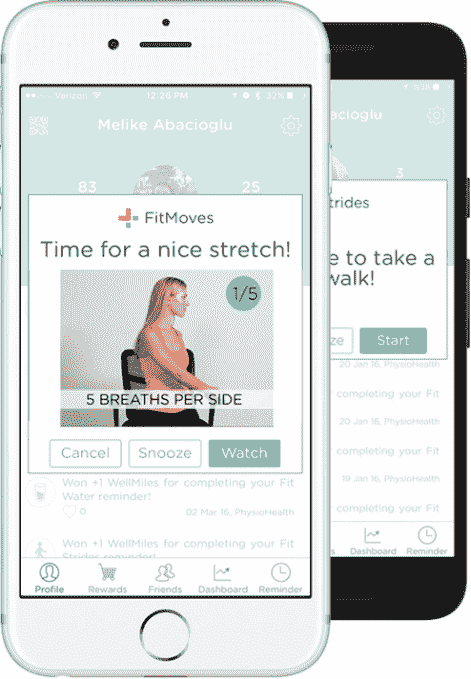 Verizon
12:26 PM
32%
Melike Abacioglu
83
25
FitMoves
Time for a nice stretch!
1/5
5 BREATHS PER SIDE
Cancel
Snooze
Watch
Won +1 WellMiles for completing your Fit
Water reminder!
0
02 Mar 16, PhysioHealth
Won +1 WellMiles for completing your Fit
Strides reminder!
Profile
Rewards
Friends
Dashboard
Reminder
acioglu
3
trides
e to take a
walk!
ze
Start
20 Jan 16, PhysioHealth
completing your Fit
20 Jan 16, PhysioHealth
completing your Fit
19 Jan 16, PhysioHealth
completing your Fit
s
Dashboard
Reminder